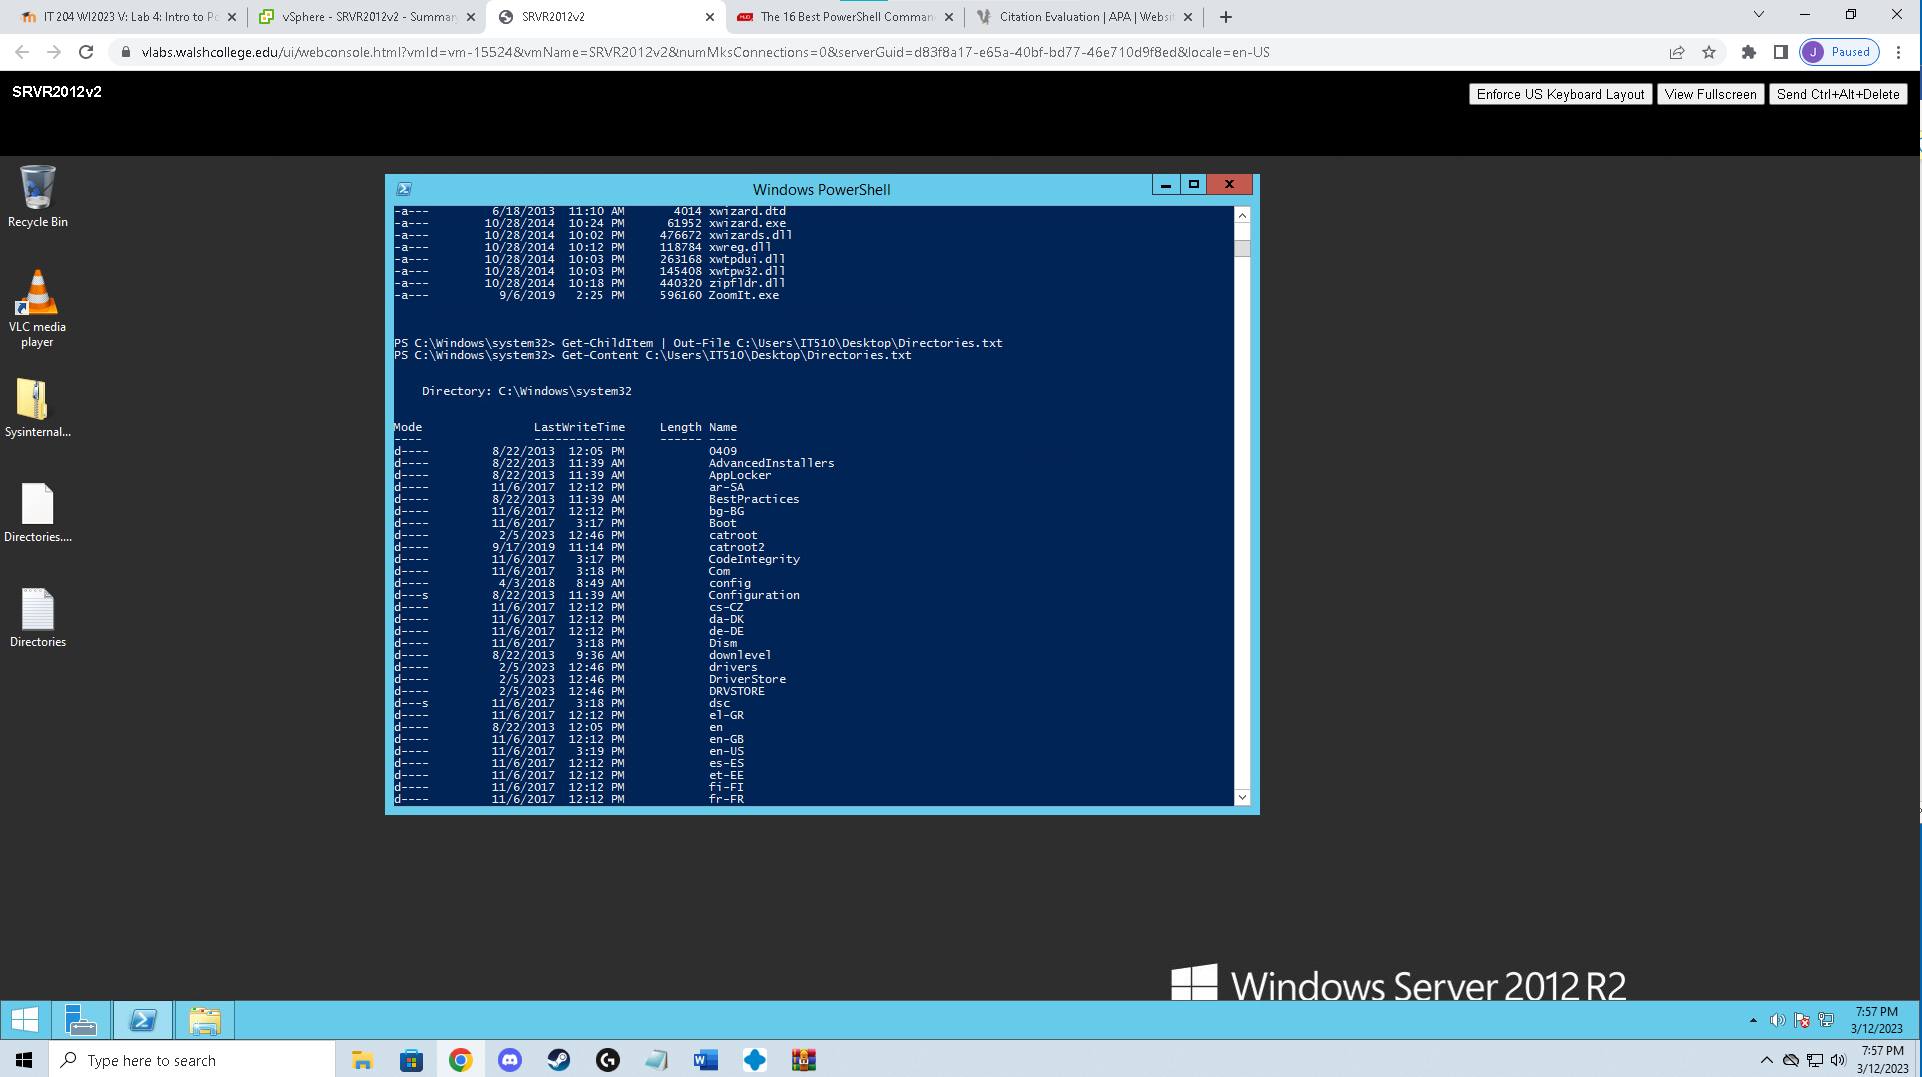 IT 204 WI2023 V: Lab 4: Intro to Po
vSphere - SRVR2012v2 - Summary
SRVR2012v2
The 16 Best PowerShell Comman
Citation Evaluation | APA | Websit
vlabs.walshcollege.edu/ui/webconsole.html?vmId=vm-15524&vmName=SRVR2012v2&numMksConnections=0&serverGuid=d83f8a17-e65a-40bf-bd77-46e710d9f8ed&locale=en-US
J Paused
SRVR2012v2
Enforce US Keyboard Layout View Fullscreen Send Ctrl+Alt+Delete
Recycle Bin
VLC media
player
Sysinternal...
Directories....
Directories
Windows PowerShell
-a--- 6/18/2013 11:10 AM 4014 xwizard.dtd
-a--- 10/28/2014 10:24 PM 61952 xwizard.exe
-a--- 10/28/2014 10:02 PM 476672 xwizards.dll
-a--- 10/28/2014 10:12 PM 118784 xwreg.dll
-a--- 10/28/2014 10:03 PM 263168 xwtpdui.dll
-a--- 10/28/2014 10:03 PM 145408 xwtpw32.dll
-a--- 10/28/2014 10:18 PM 440320 zipfldr.dll
-a--- 9/6/2019 2:25 PM 596160 ZoomIt.exe
PS C:\Windows\system32> Get-ChildItem | Out-File C:\Users\IT510\Desktop\Directories.txt
PS C:\Windows\system32> Get-Content C:\Users\IT510\Desktop\Directories.txt
Directory: C:\Windows\system32
Mode LastWriteTime Length Name
---- ------------- ------ ----
d---- 8/22/2013 12:05 PM 0409
d---- 8/22/2013 11:39 AM AdvancedInstallers
d---- 8/22/2013 11:39 AM AppLocker
d---- 11/6/2017 12:12 PM ar-SA
d---- 8/22/2013 11:39 AM BestPractices
d---- 11/6/2017 12:12 PM bg-BG
d---- 11/6/2017 3:17 PM Boot
d---- 2/5/2023 12:46 PM catroot
d---- 9/17/2019 11:14 PM catroot2
d---- 11/6/2017 3:17 PM CodeIntegrity
d---- 11/6/2017 3:18 PM Com
d---- 4/3/2018 8:49 AM config
d---s 8/22/2013 11:39 AM Configuration
d---- 11/6/2017 12:12 PM cs-CZ
d---- 11/6/2017 12:12 PM da-DK
d---- 11/6/2017 12:12 PM de-DE
d---- 11/6/2017 3:18 PM Dism
d---- 8/22/2013 9:36 AM downlevel
d---- 2/5/2023 12:46 PM drivers
d---- 2/5/2023 12:46 PM DriverStore
d---- 2/5/2023 12:46 PM DRVSTORE
d---s 11/6/2017 3:18 PM dsc
d---- 11/6/2017 12:12 PM el-GR
d---- 8/22/2013 12:05 PM en
d---- 11/6/2017 12:12 PM en-GB
d---- 11/6/2017 3:19 PM en-US
d---- 11/6/2017 12:12 PM es-ES
d---- 11/6/2017 12:12 PM et-EE
d---- 11/6/2017 12:12 PM fi-FI
d---- 11/6/2017 12:12 PM fr-FR
Windows Server 2012 R2
7:57 PM
3/12/2023
Type here to search
7:57 PM
3/12/2023